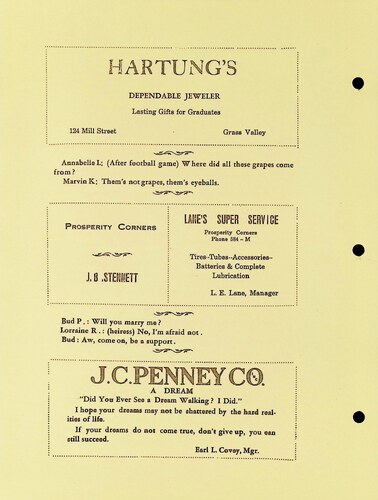 HARTUNG'S
DEPENDABLE JEWELER
Lasting Gifts for Graduates
124 Mill Street Grass Valley
Annabelle L; (After football game) Where did all these grapes come
from?
Marvin K; Them's not grapes, them's eyeballs.
PROSPERITY CORNERS
J.B.STENNETT
LANE'S SUPER SERVICE
Prosperity Corners
Phone 584 - M
Tires-Tubes-Accessories-
Batteries & Complete
Lubrication
L. E. Lane, Manager
Bud P.: Will you marry me?
Lorraine R.: (heiress) No, I'm afraid not.
Bud: Aw, come on, be a support.
J.C.PENNEY CO.
A DREAM
"Did You Ever See a Dream Walking? I Did."
I hope your dreams may not be shattered by the hard real-
ities of life.
If your dreams do not come true, don't give up, you can
still succeed.
Earl L. Covey, Mgr.